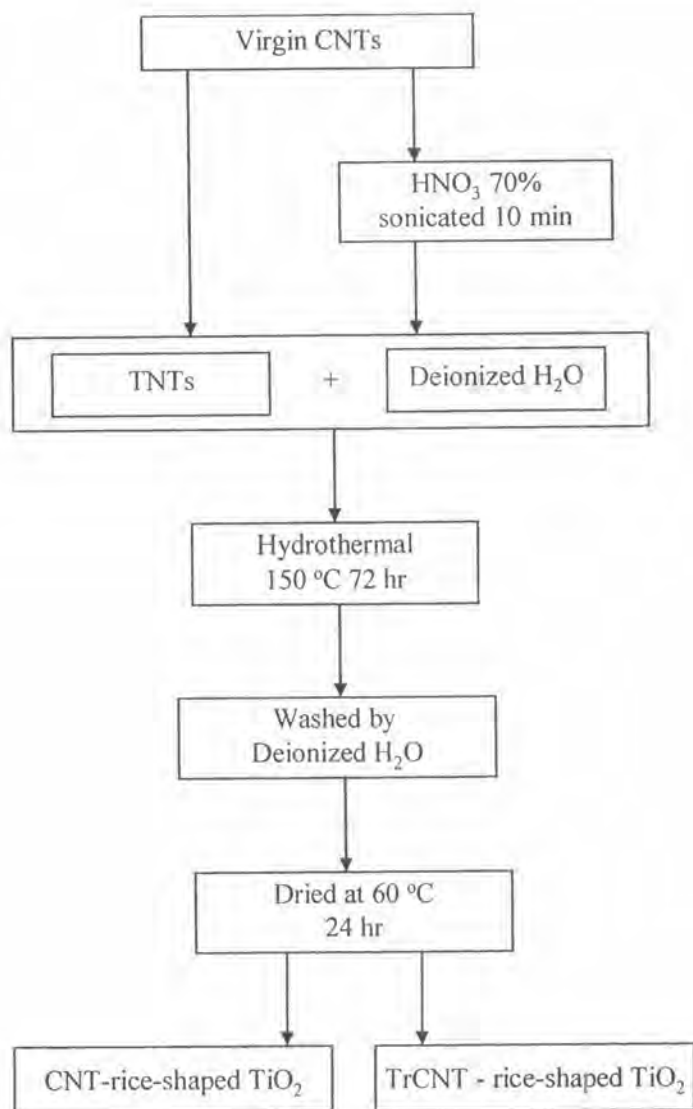 Virgin CNTs
HNO₃ 70%
sonicated 10 min
TNTs + Deionized H₂O
Hydrothermal
150 °C 72 hr
Washed by
Deionized H₂O
Dried at 60 °C
24 hr
CNT-rice-shaped TiO₂
TrCNT - rice-shaped TiO₂